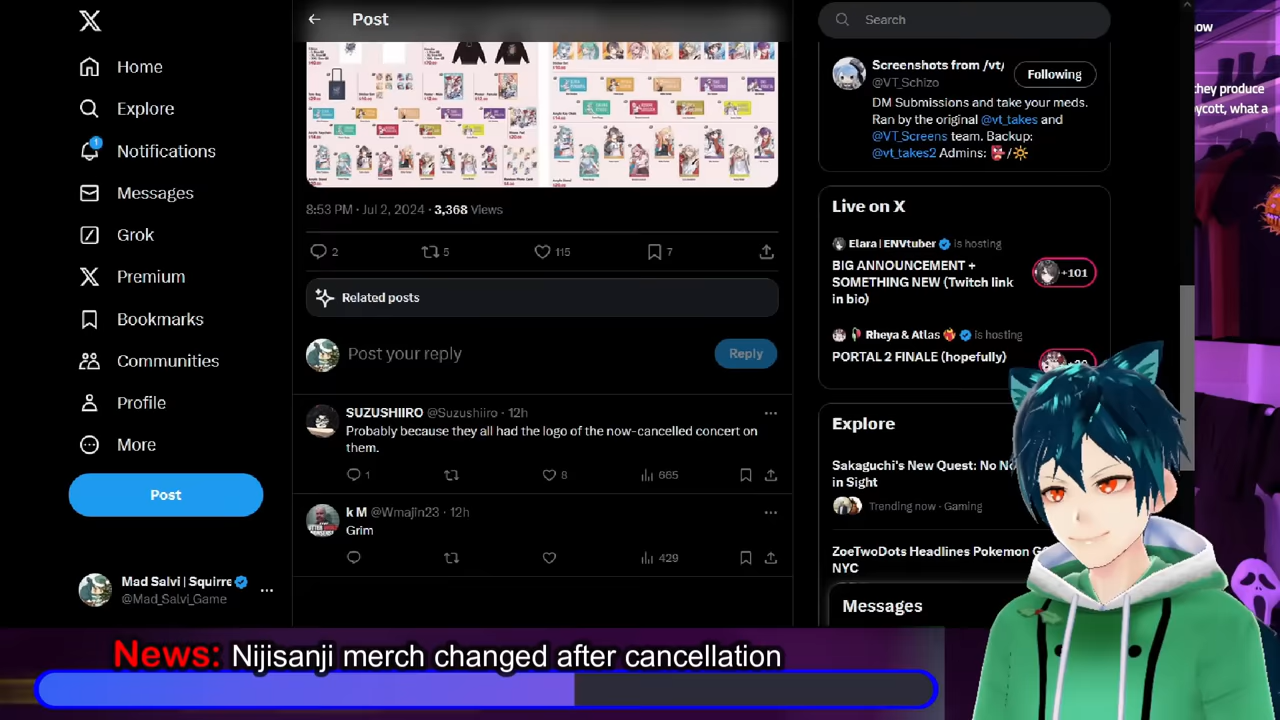 Post
Search
Home
Explore
Notifications
1
Messages
Grok
Premium
Bookmarks
Communities
Profile
More
Post
Mad Salvi | Squirre
@Mad_Salvi_Game
8:53 PM · Jul 2, 2024 · 3,368 Views
2
5
115
7
Related posts
Post your reply
Reply
SUZUSHIIRO @Suzushiiro · 12h
Probably because they all had the logo of the now-cancelled concert on
them.
1
8
665
k M @Wmajin23 · 12h
Grim
429
Screenshots from /vt/
@VT_Schizo
Following
DM Submissions and take your meds.
Ran by the original @vt_takes and
@VT_Screens team. Backup:
@vt_takes2 Admins:
Live on X
Elara | ENVtuber is hosting
BIG ANNOUNCEMENT +
SOMETHING NEW (Twitch link
in bio)
+101
Rheya & Atlas is hosting
PORTAL 2 FINALE (hopefully)
Explore
Sakaguchi's New Quest: No
in Sight
Trending now · Gaming
ZoeTwoDots Headlines Pokemon G
NYC
Messages
now
they produce
ycott, what a
News: Nijisanji merch changed after cancellation